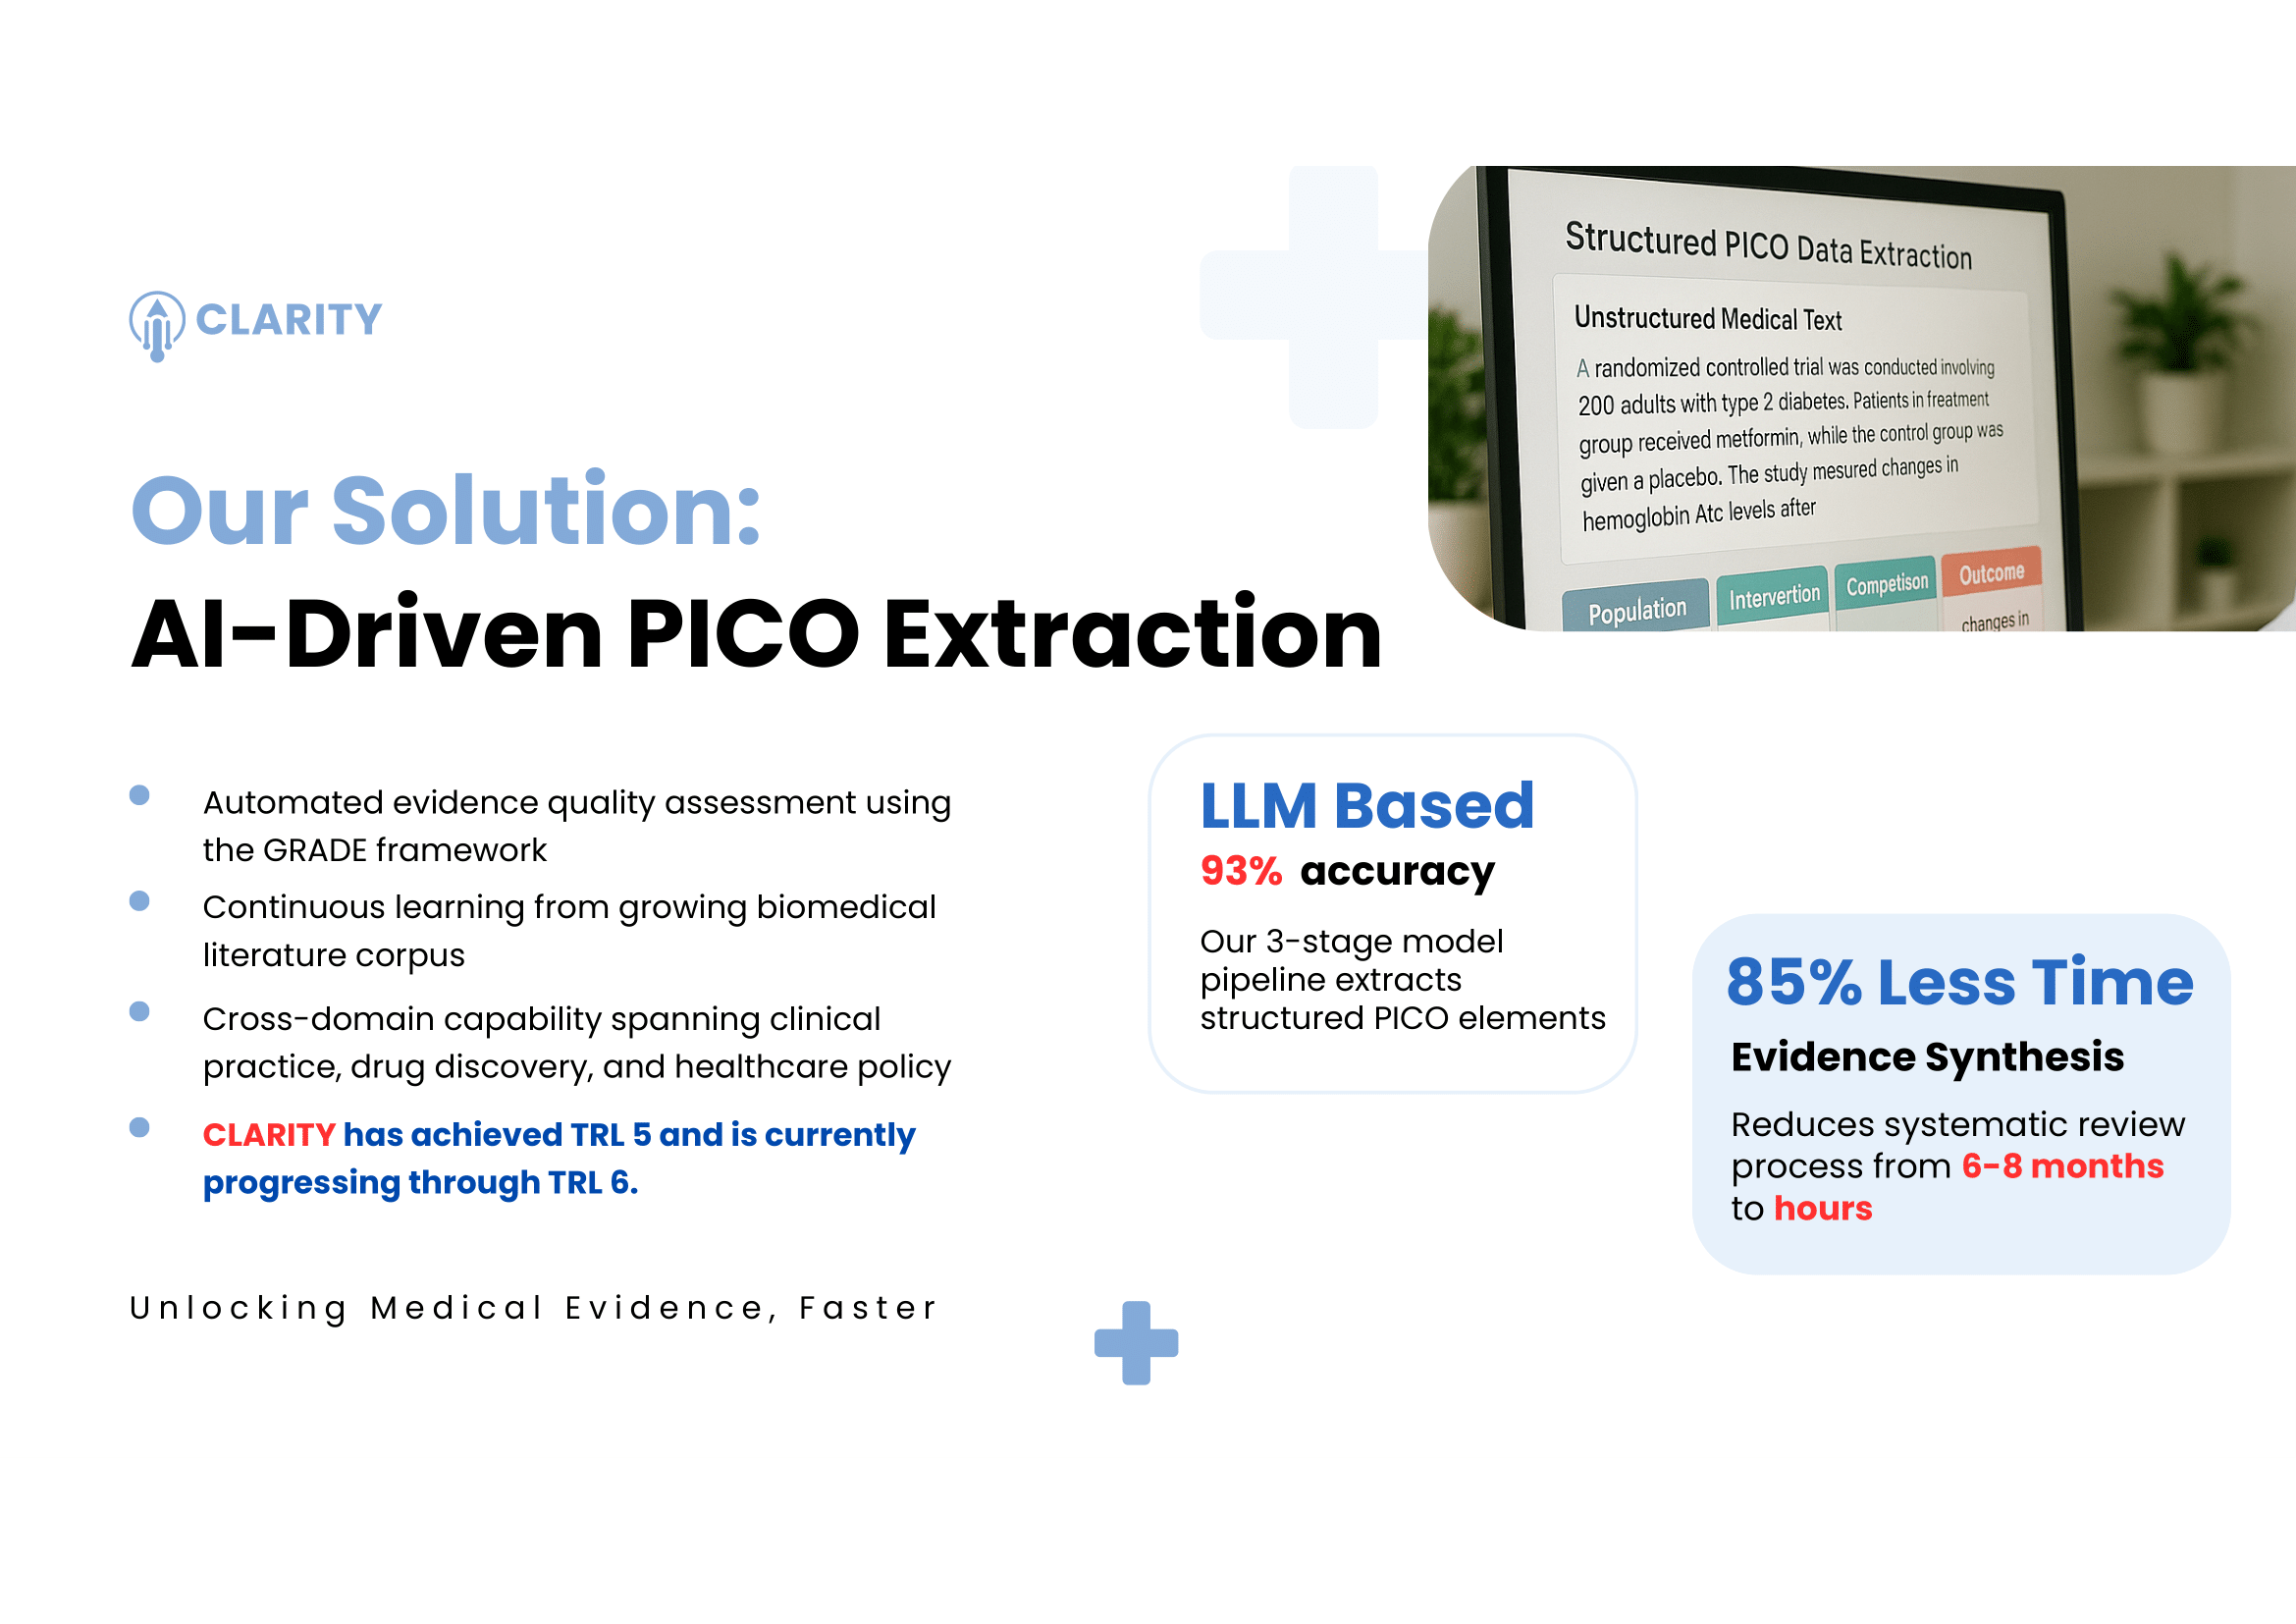 CLARITY
Our Solution:
AI-Driven PICO Extraction
Structured PICO Data Extraction
Unstructured Medical Text
A randomized controlled trial was conducted involving
200 adults with type 2 diabetes. Patients in freatment
group received metformin, while the control group was
given a placebo. The study mesured changes in
hemoglobin Atc levels after
Population
Intervertion
Competison
Outcome
changes in
Automated evidence quality assessment using
the GRADE framework
Continuous learning from growing biomedical
literature corpus
Cross-domain capability spanning clinical
practice, drug discovery, and healthcare policy
CLARITY has achieved TRL 5 and is currently
progressing through TRL 6.
Unlocking Medical Evidence, Faster
LLM Based
93% accuracy
Our 3-stage model
pipeline extracts
structured PICO elements
85% Less Time
Evidence Synthesis
Reduces systematic review
process from 6-8 months
to hours